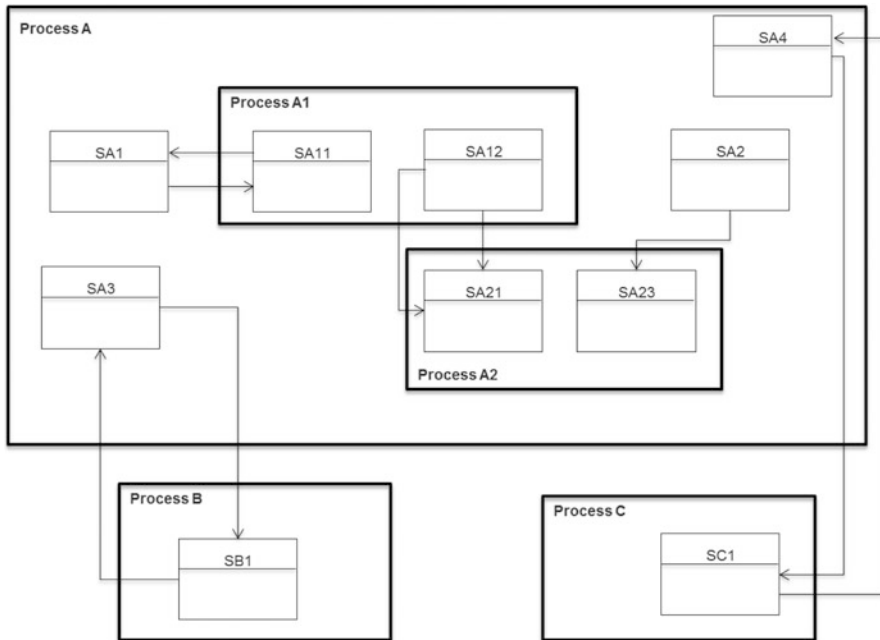 Process A
SA4
Process A1
SA1
SA11
SA12
SA2
SA3
SA21
SA23
Process A2
Process B
Process C
SB1
SC1